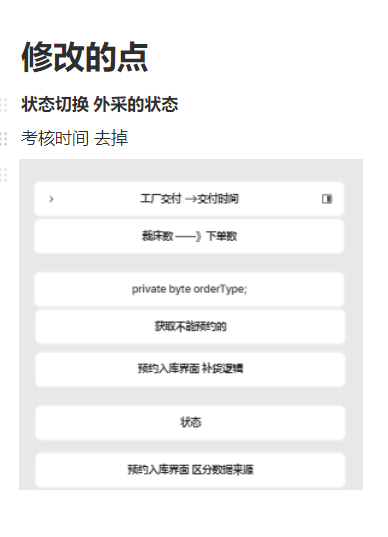 修改的点
状态切换 外采的状态
考核时间 去掉
工厂交付 —>交付时间
裁床数 ——》下单数
private byte orderType;
获取不能预约的
预约入库界面 补货逻辑
状态
预约入库界面 区分数据来源